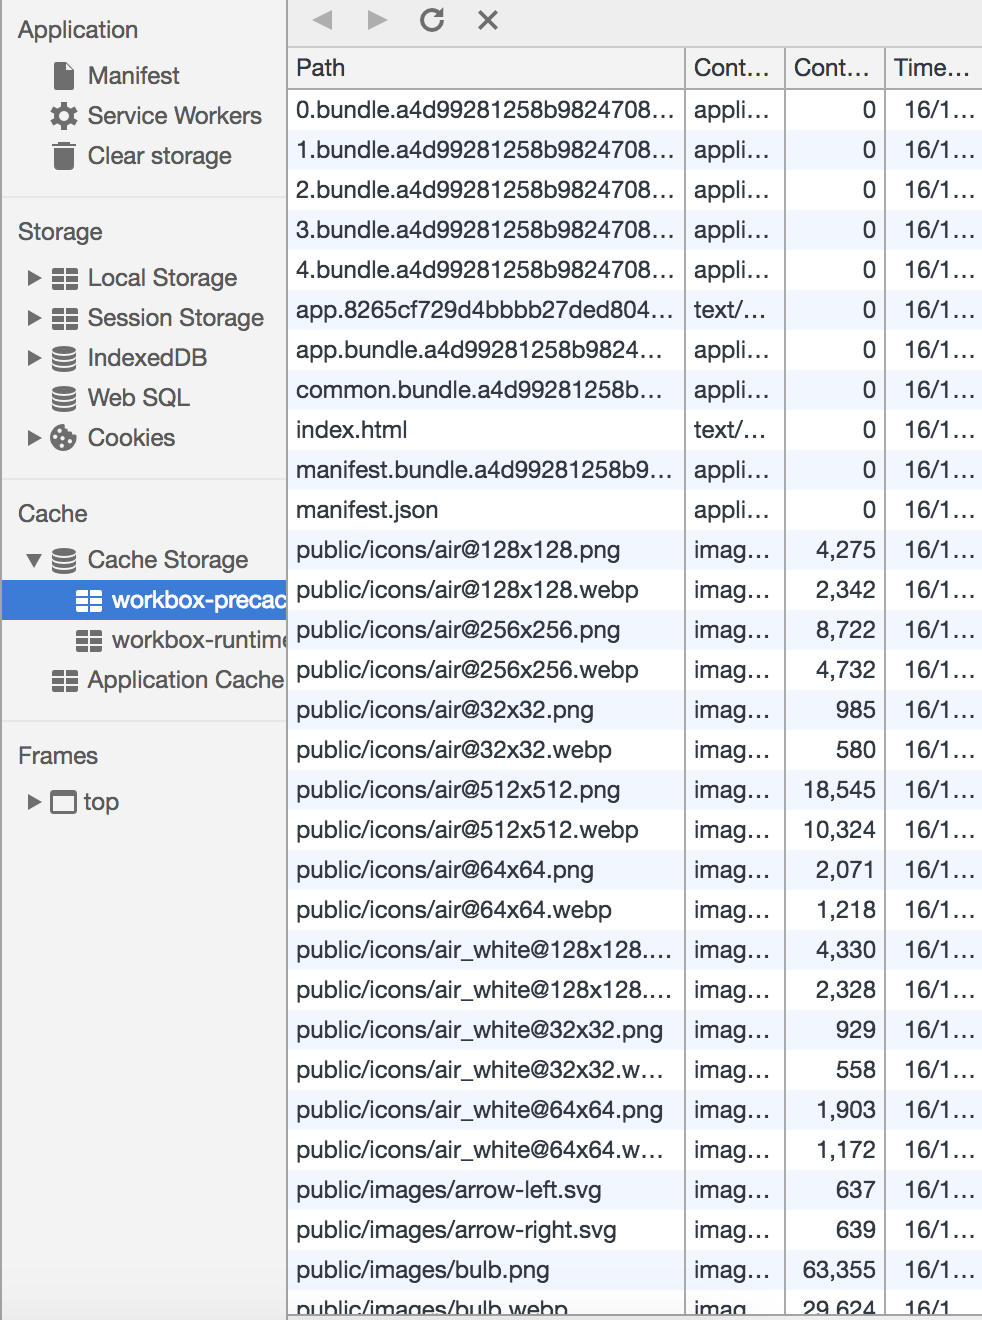 Application
Manifest
Service Workers
Clear storage
Storage
Local Storage
Session Storage
IndexedDB
Web SQL
Cookies
Cache
Cache Storage
workbox-precac
workbox-runtime
Application Cache
Frames
top
Path Cont... Cont... Time...
0.bundle.a4d99281258b9824708... appli... 0 16/1...
1.bundle.a4d99281258b9824708... appli... 0 16/1...
2.bundle.a4d99281258b9824708... appli... 0 16/1...
3.bundle.a4d99281258b9824708... appli... 0 16/1...
4.bundle.a4d99281258b9824708... appli... 0 16/1...
app.8265cf729d4bbbb27ded804... text/... 0 16/1...
app.bundle.a4d99281258b9824... appli... 0 16/1...
common.bundle.a4d99281258b... appli... 0 16/1...
index.html text/... 0 16/1...
manifest.bundle.a4d99281258b9... appli... 0 16/1...
manifest.json appli... 0 16/1...
public/icons/air@128x128.png imag... 4,275 16/1...
public/icons/air@128x128.webp imag... 2,342 16/1...
public/icons/air@256x256.png imag... 8,722 16/1...
public/icons/air@256x256.webp imag... 4,732 16/1...
public/icons/air@32x32.png imag... 985 16/1...
public/icons/air@32x32.webp imag... 580 16/1...
public/icons/air@512x512.png imag... 18,545 16/1...
public/icons/air@512x512.webp imag... 10,324 16/1...
public/icons/air@64x64.png imag... 2,071 16/1...
public/icons/air@64x64.webp imag... 1,218 16/1...
public/icons/air_white@128x128.... imag... 4,330 16/1...
public/icons/air_white@128x128.... imag... 2,328 16/1...
public/icons/air_white@32x32.png imag... 929 16/1...
public/icons/air_white@32x32.w... imag... 558 16/1...
public/icons/air_white@64x64.png imag... 1,903 16/1...
public/icons/air_white@64x64.w... imag... 1,172 16/1...
public/images/arrow-left.svg imag... 637 16/1...
public/images/arrow-right.svg imag... 639 16/1...
public/images/bulb.png imag... 63,355 16/1...
public/images/bulb.webp imag... 29,624 16/1...